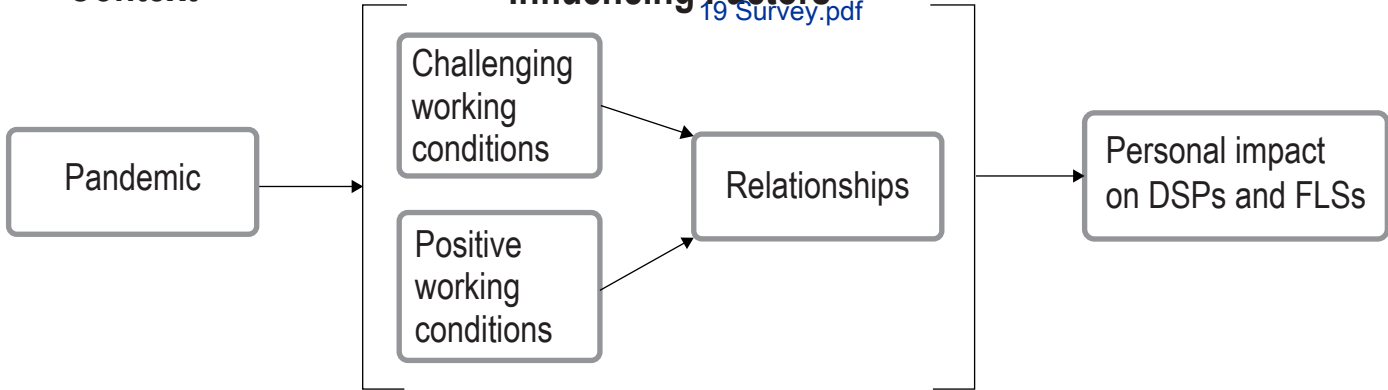 Context
Influencing Factors
19 Survey.pdf
Challenging
working
conditions
Pandemic
Relationships
Personal impact
on DSPs and FLSs
Positive
working
conditions